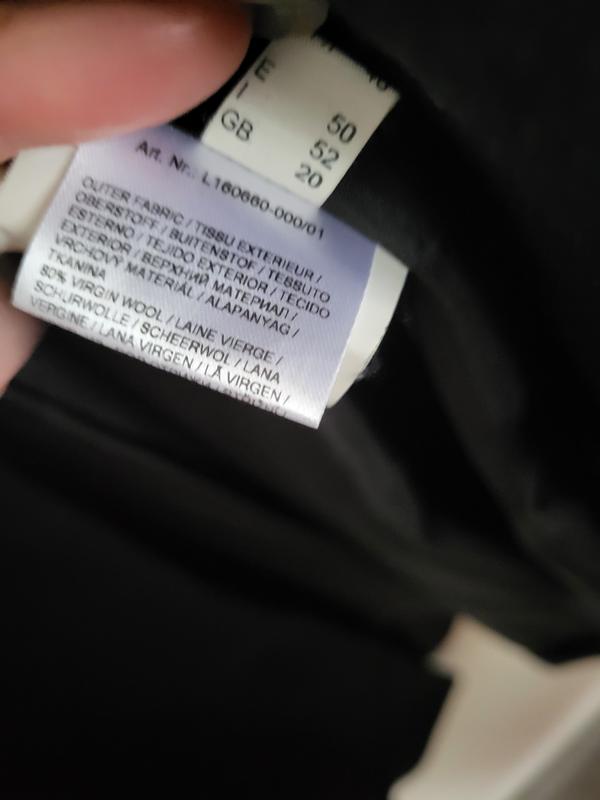 E 50
I 52
GB 20
Art. Nr.: L160660-000/01
OUTER FABRIC / TISSU EXTERIEUR /
OBERSTOFF / BUITENSTOF / TESSUTO
ESTERNO / TEJIDO EXTERIOR / TECIDO
EXTERIOR / ВЕРХНИЙ МАТЕРИАЛ /
VRCHOVÝ MATERIÁL / ALAPANYAG /
TKANINA
80% VIRGIN WOOL / LAINE VIERGE /
SCHURWOLLE / SCHEERWOL / LANA
VERGINE / LANA VIRGEN / LÃ VIRGEN /